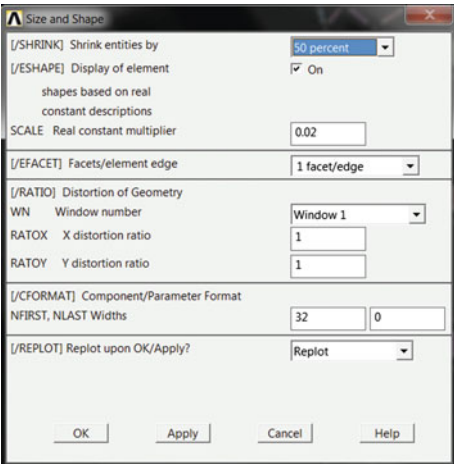 Size and Shape
[/SHRINK] Shrink entities by 50 percent
[/ESHAPE] Display of element On
shapes based on real
constant descriptions
SCALE Real constant multiplier 0.02
[/EFACET] Facets/element edge 1 facet/edge
[/RATIO] Distortion of Geometry
WN Window number Window 1
RATOX X distortion ratio 1
RATOY Y distortion ratio 1
[/CFORMAT] Component/Parameter Format
NFIRST, NLAST Widths 32 0
[/REPLOT] Replot upon OK/Apply? Replot
OK Apply Cancel Help